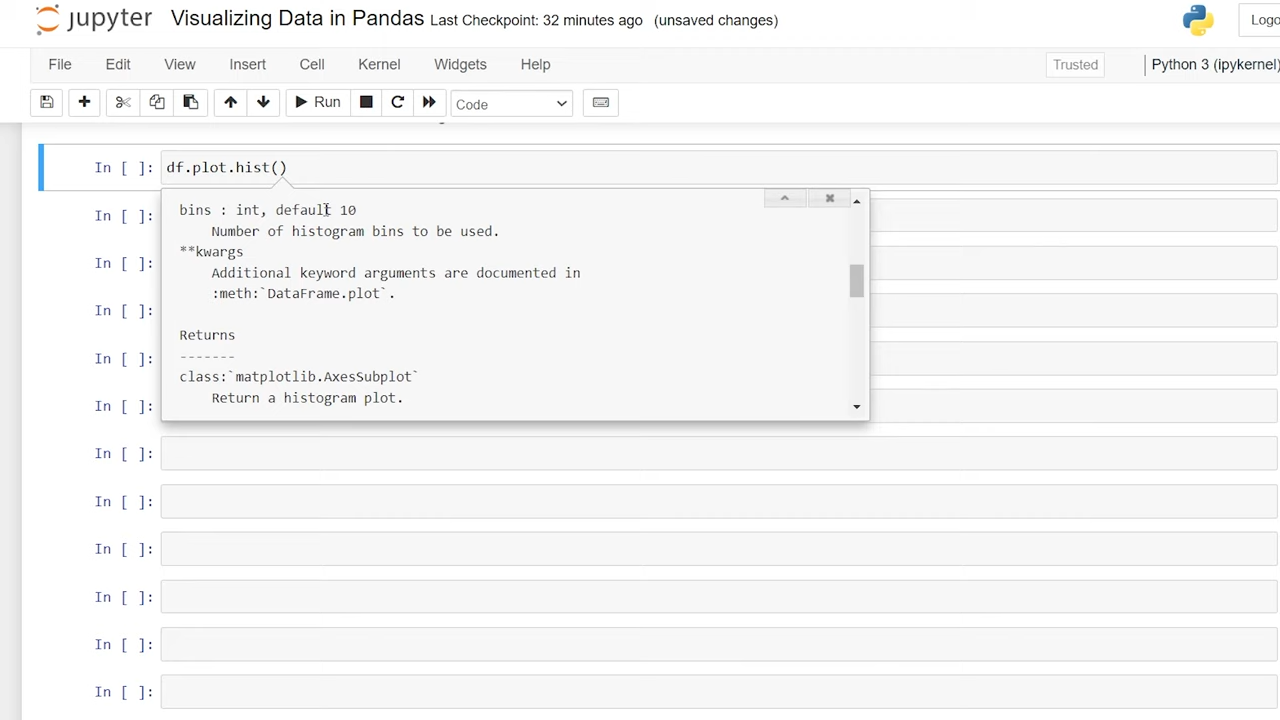 jupyter Visualizing Data in Pandas Last Checkpoint: 32 minutes ago (unsaved changes)
Logo
File Edit View Insert Cell Kernel Widgets Help Trusted Python 3 (ipykernel)
Run Code
In [ ]: df.plot.hist()
bins : int, default 10
In [ ]:
Number of histogram bins to be used.
**kwargs
In [ ]:
Additional keyword arguments are documented in
:meth:`DataFrame.plot`.
In [ ]:
Returns
-------
In [ ]:
class:`matplotlib.AxesSubplot`
Return a histogram plot.
In [ ]:
In [ ]:
In [ ]:
In [ ]:
In [ ]:
In [ ]:
In [ ]: